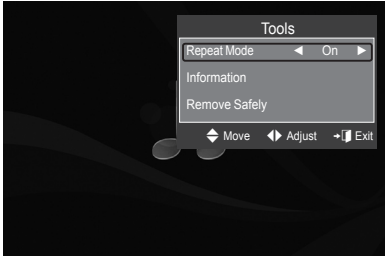 Tools
Repeat Mode ◀ On ▶
Information
Remove Safely
Move Adjust Exit